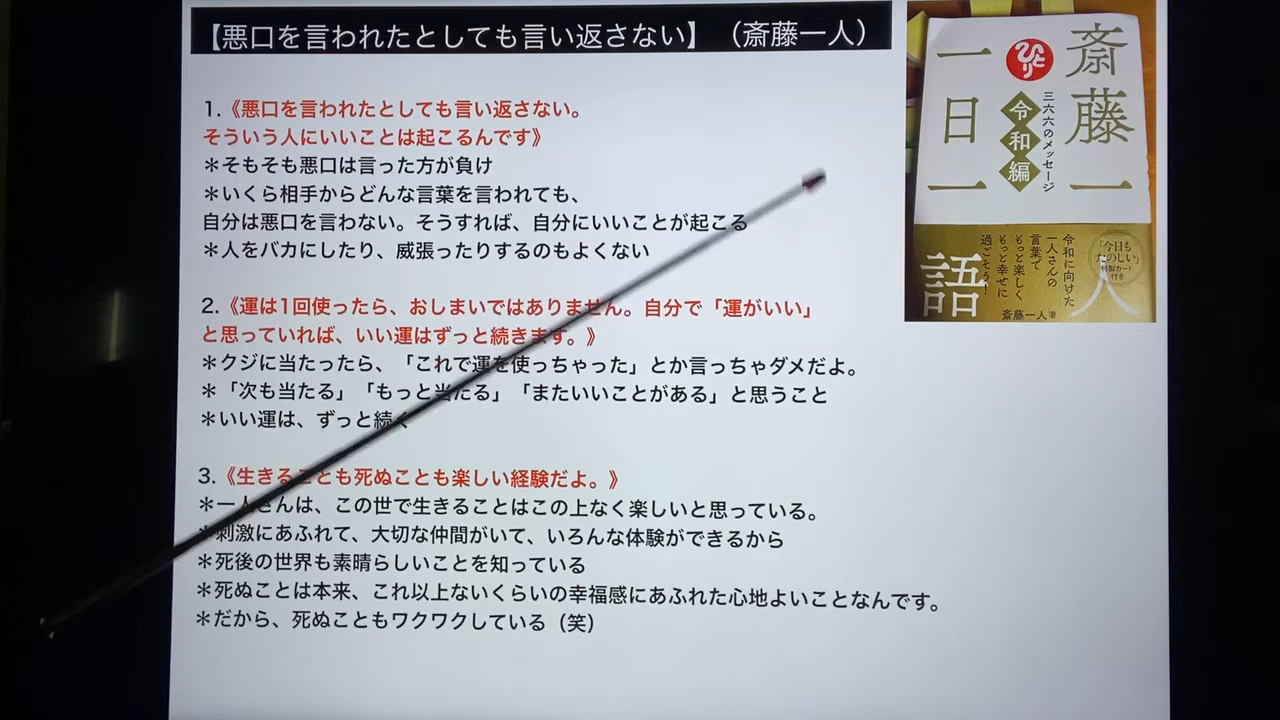 【悪口を言われたとしても言い返さない】（斎藤一人）
1.《悪口を言われたとしても言い返さない。
そういう人にいいことは起こるんです》
＊そもそも悪口は言った方が負け
＊いくら相手からどんな言葉を言われても、
自分は悪口を言わない。そうすれば、自分にいいことが起こる
＊人をバカにしたり、威張ったりするのもよくない
2.《運は1回使ったら、おしまいではありません。自分で「運がいい」
と思っていれば、いい運はずっと続きます。》
＊クジに当たったら、「これで運を使っちゃった」とか言っちゃダメだよ。
＊「次も当たる」「もっと当たる」「またいいことがある」と思うこと
＊いい運は、ずっと続く
3.《生きることも死ぬことも楽しい経験だよ。》
＊一人さんは、この世で生きることはこの上なく楽しいと思っている。
＊刺激にあふれて、大切な仲間がいて、いろんな体験ができるから
＊死後の世界も素晴らしいことを知っている
＊死ぬことは本来、これ以上ないくらいの幸福感にあふれた心地よいことなんです。
＊だから、死ぬこともワクワクしている（笑）
斎藤一人
三六六のメッセージ
ひとり
令和編
一日一語
「今日も
たのしい」
特製カード
付き
令和に向けた
一人さんの
言葉で
もっと楽しく
もっと幸せに
過ごそう!
斎藤一人 著